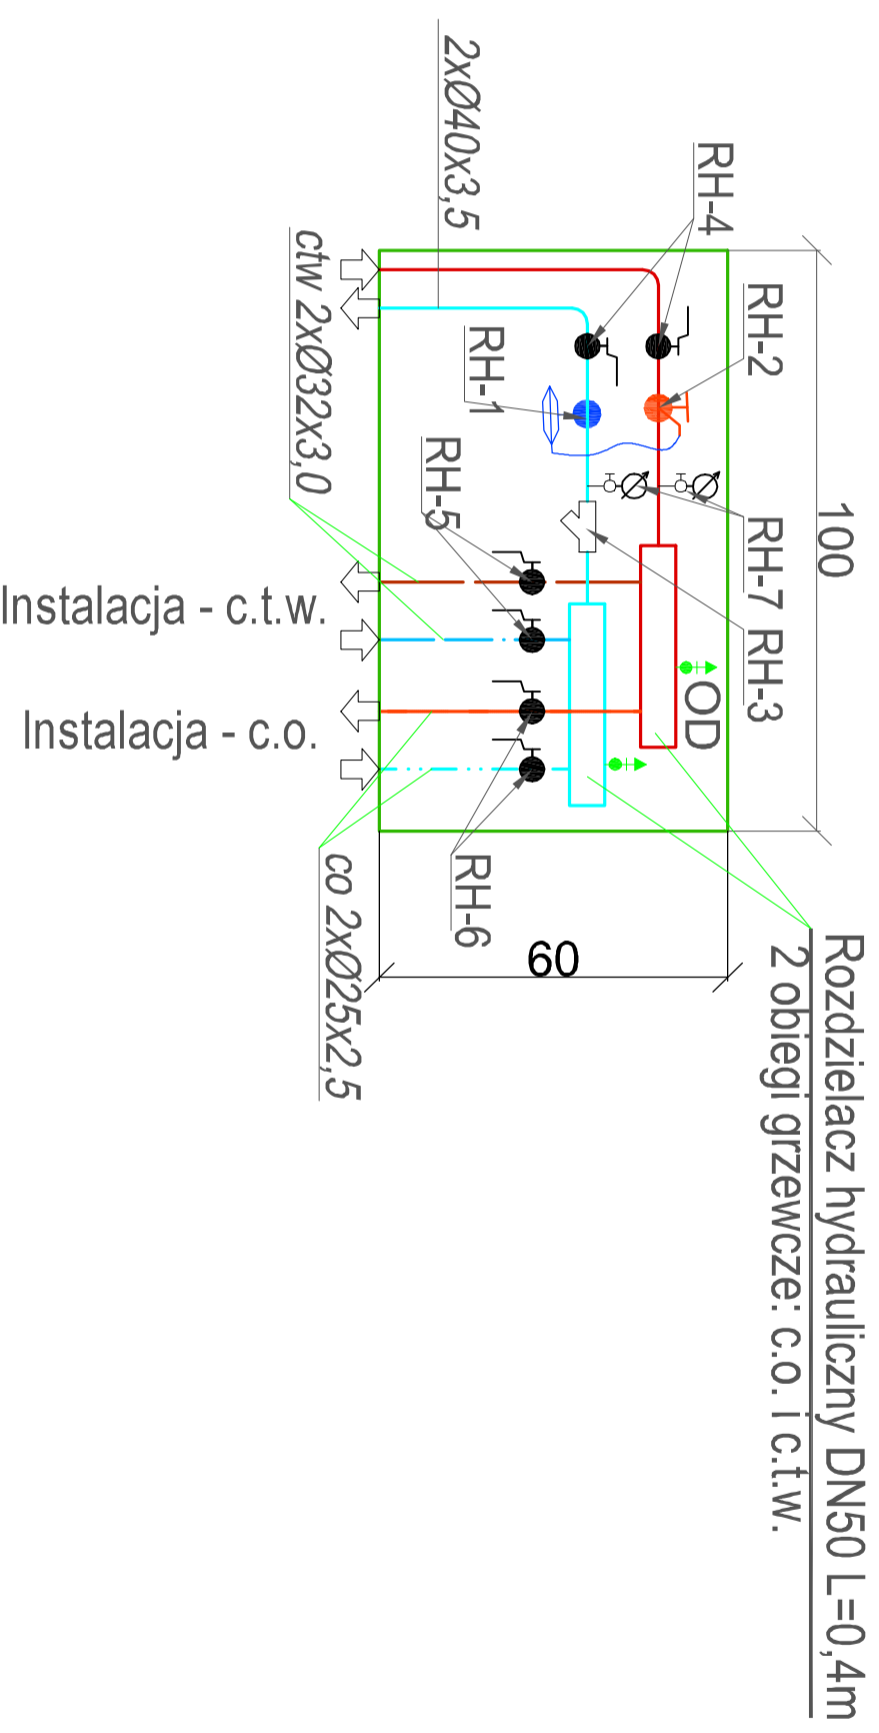 Rozdzielacz hydrauliczny DN50 L=0,4m
2 obiegi grzewcze: c.o. i c.t.w.
100
60
RH-7
RH-3
RH-2
RH-4
OD
RH-1
RH-5
RH-6
2xØ40x3,5
ctw 2xØ32x3,0
co 2xØ25x2,5
Instalacja - c.t.w.
Instalacja - c.o.